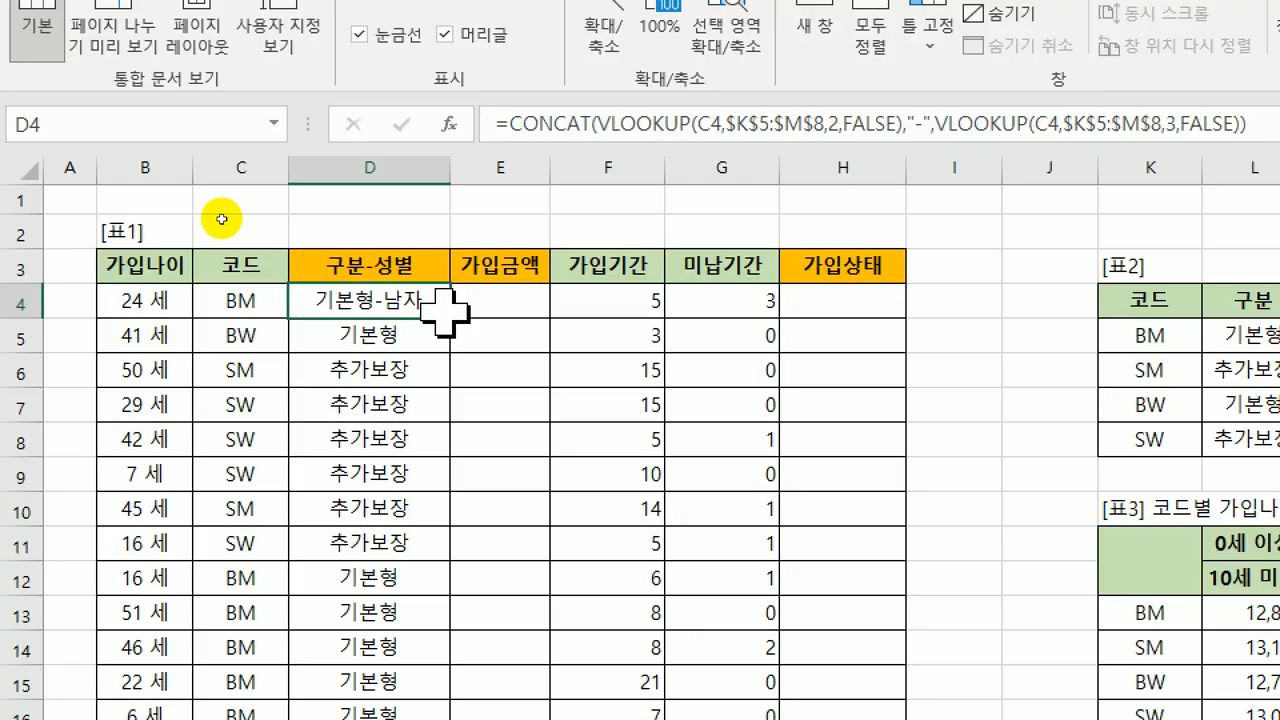 기본
페이지 나누
기 미리 보기
페이지
레이아웃
사용자 지정
보기
통합 문서 보기
눈금선
머리글
표시
확대/
축소
100%
100
선택 영역
확대/축소
확대/축소
새 창
모두
정렬
틀 고정
숨기기
숨기기 취소
동시 스크롤
창 위치 다시 정렬
창
D4
fx
=CONCAT(VLOOKUP(C4,$K$5:$M$8,2,FALSE),"-",VLOOKUP(C4,$K$5:$M$8,3,FALSE))
A B C D E F G H I J K L
1
2 [표1]
3 가입나이 코드 구분-성별 가입금액 가입기간 미납기간 가입상태 [표2]
4 24 세 BM 기본형-남자 5 3 코드 구분
5 41 세 BW 기본형 3 0 BM 기본형
6 50 세 SM 추가보장 15 0 SM 추가보장
7 29 세 SW 추가보장 15 0 BW 기본형
8 42 세 SW 추가보장 5 1 SW 추가보장
9 7 세 SW 추가보장 10 0
10 45 세 SM 추가보장 14 1 [표3] 코드별 가입나
11 16 세 SW 추가보장 5 1 0세 이상
12 16 세 BM 기본형 6 1 10세 미
13 51 세 BM 기본형 8 0 BM 12,8
14 46 세 BM 기본형 8 2 SM 13,1
15 22 세 BM 기본형 21 0 BW 12,7
16 6 세 BM 기본형 7 0 SW 13,0